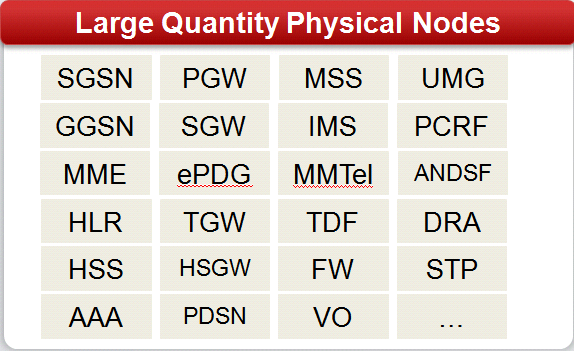 Large Quantity Physical Nodes
SGSN PGW MSS UMG
GGSN SGW IMS PCRF
MME ePDG MMTel ANDSF
HLR TGW TDF DRA
HSS HSGW FW STP
AAA PDSN VO ...